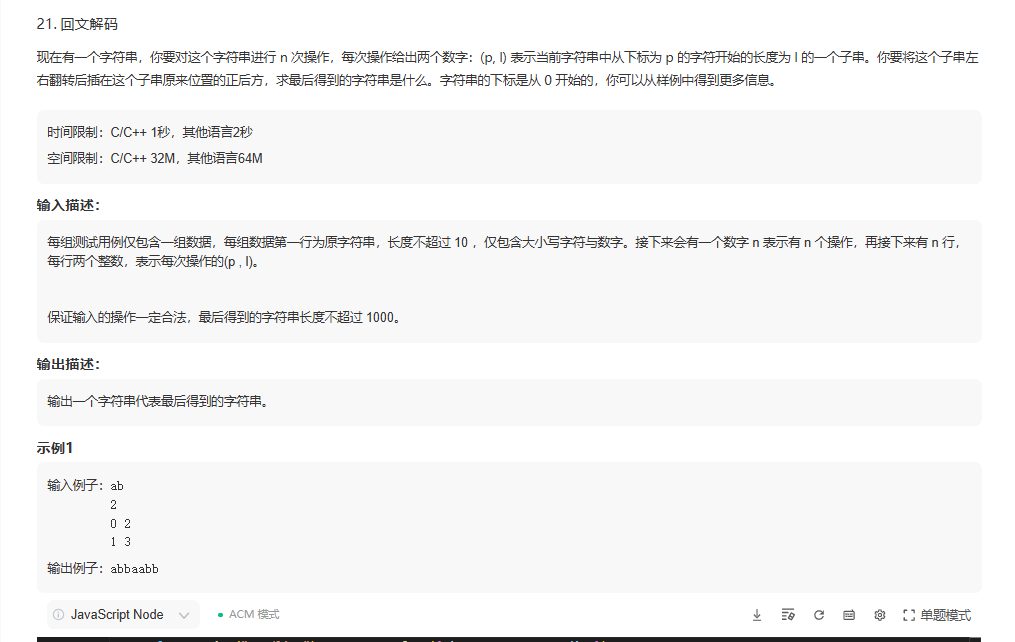 21. 回文解码
现在有一个字符串，你要对这个字符串进行 n 次操作，每次操作给出两个数字：(p, l) 表示当前字符串中从下标为 p 的字符开始的长度为 l 的一个子串。你要将这个子串左
右翻转后插在这个子串原来位置的正后方，求最后得到的字符串是什么。字符串的下标是从 0 开始的，你可以从样例中得到更多信息。
时间限制：C/C++ 1秒，其他语言2秒
空间限制：C/C++ 32M，其他语言64M
输入描述：
每组测试用例仅包含一组数据，每组数据第一行为原字符串，长度不超过 10 ，仅包含大小写字符与数字。接下来会有一个数字 n 表示有 n 个操作，再接下来有 n 行，
每行两个整数，表示每次操作的(p , l)。
保证输入的操作一定合法，最后得到的字符串长度不超过 1000。
输出描述：
输出一个字符串代表最后得到的字符串。
示例1
输入例子：ab
2
0 2
1 3
输出例子：abbaabb
JavaScript Node
ACM 模式
单题模式